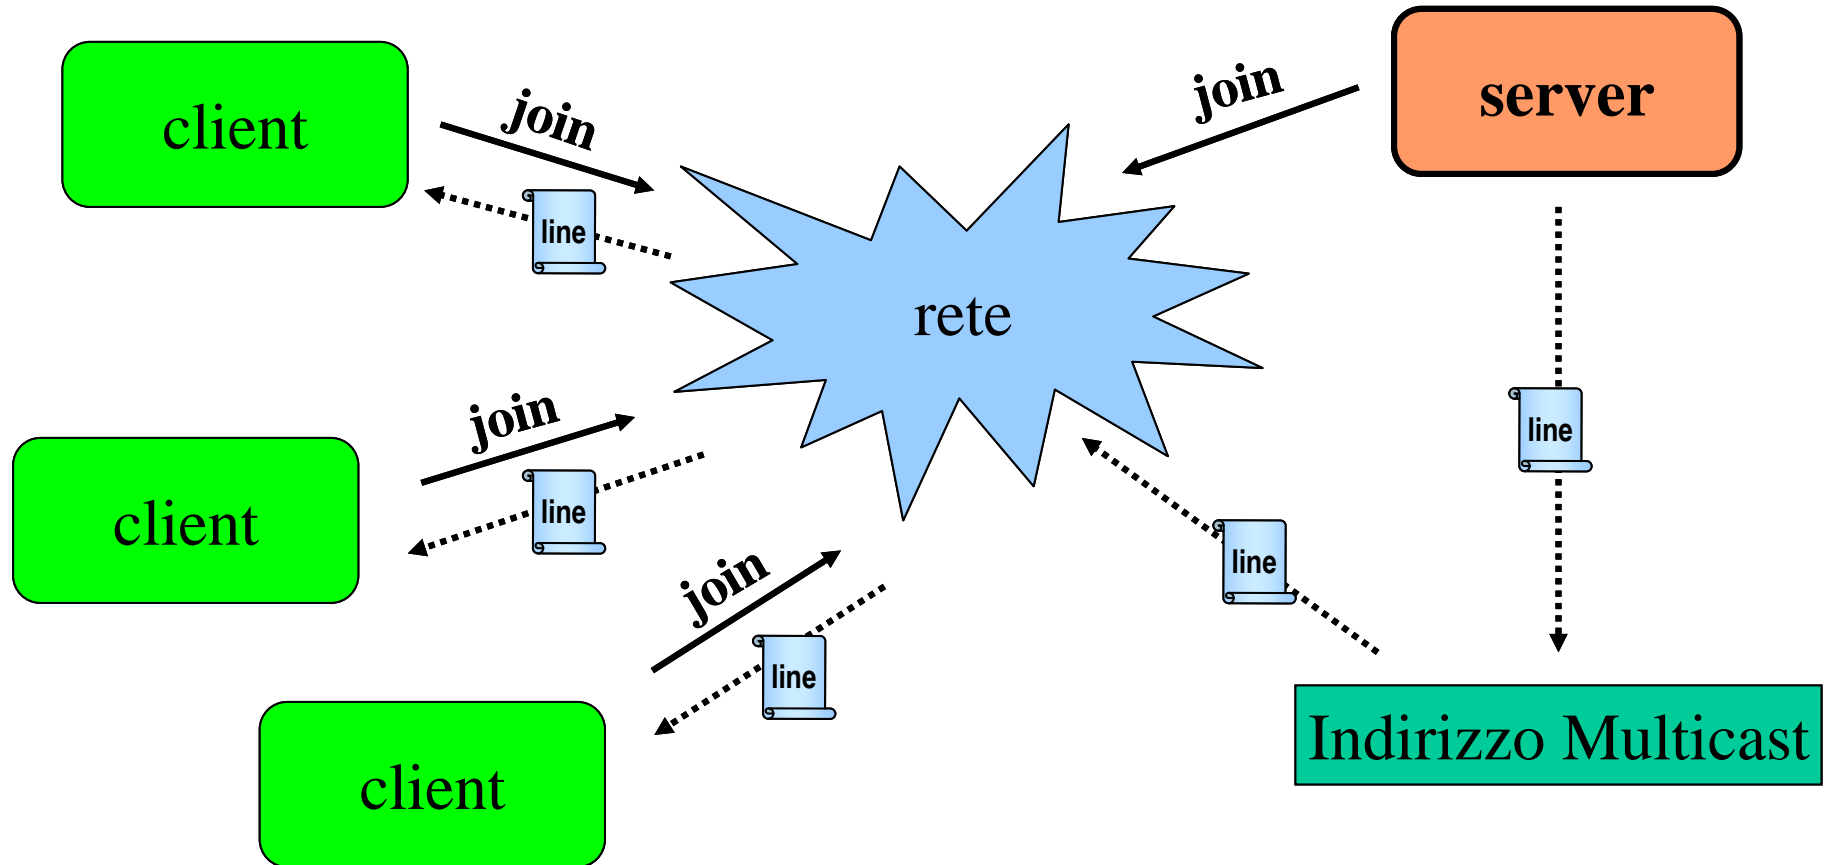 client
join
join
server
line
rete
join
line
client
line
join
line
line
client
Indirizzo Multicast